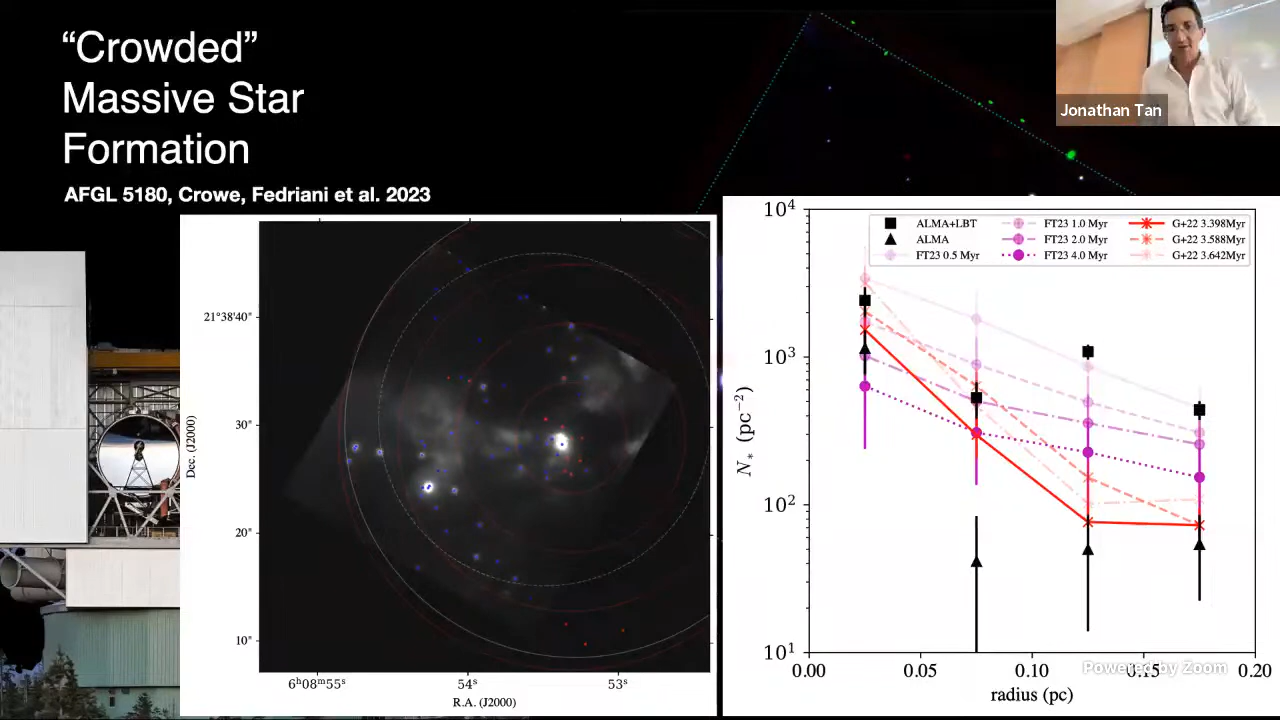 “Crowded”
Massive Star
Formation
AFGL 5180, Crowe, Fedriani et al. 2023
Jonathan Tan
21°38'40"
30"
20"
10"
Dec. (J2000)
6ʰ08ᵐ55ˢ
54ˢ
53ˢ
R.A. (J2000)
10⁴
10³
10²
10¹
N* (pc⁻²)
ALMA+LBT
ALMA
FT23 0.5 Myr
FT23 1.0 Myr
FT23 2.0 Myr
FT23 4.0 Myr
G+22 3.398Myr
G+22 3.588Myr
G+22 3.642Myr
0.00
0.05
0.10
0.15
0.20
radius (pc)
Powered by Zoom